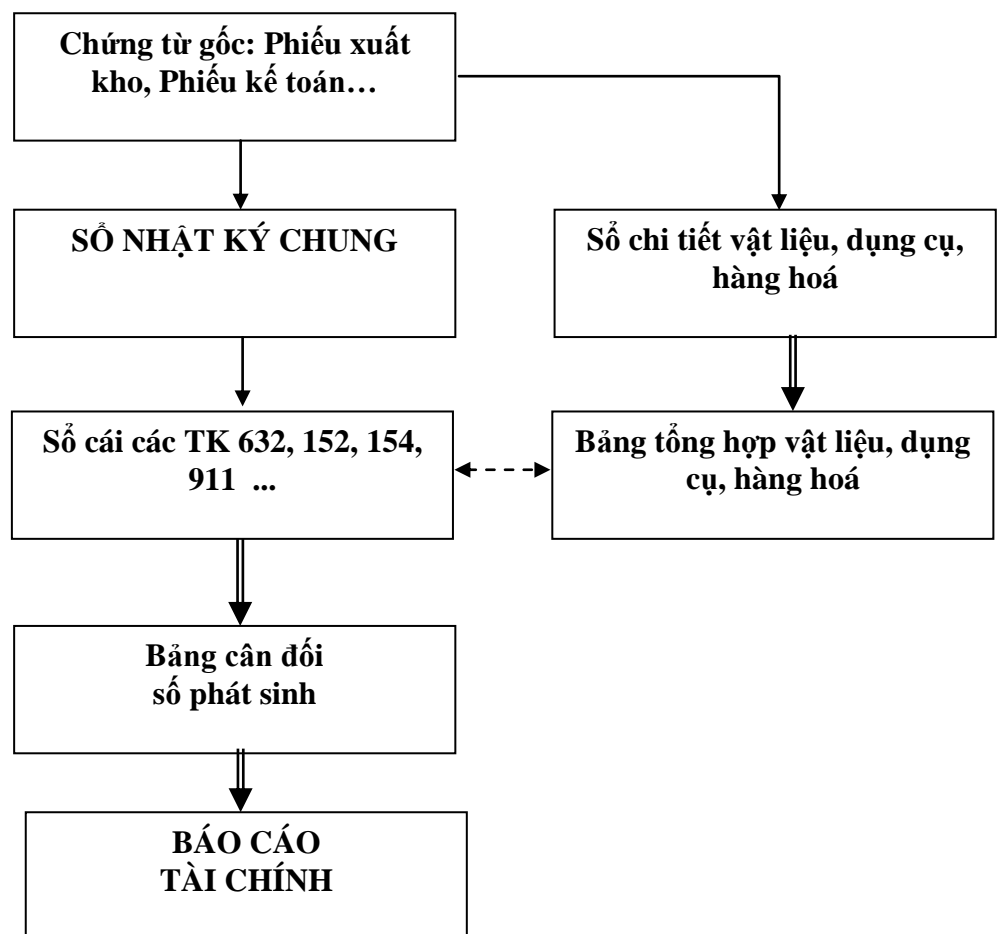 Chứng từ gốc: Phiếu xuất
kho, Phiếu kế toán…
SỔ NHẬT KÝ CHUNG
Sổ chi tiết vật liệu, dụng cụ,
hàng hoá
Sổ cái các TK 632, 152, 154,
911 ...
Bảng tổng hợp vật liệu, dụng
cụ, hàng hoá
Bảng cân đối
số phát sinh
BÁO CÁO
TÀI CHÍNH